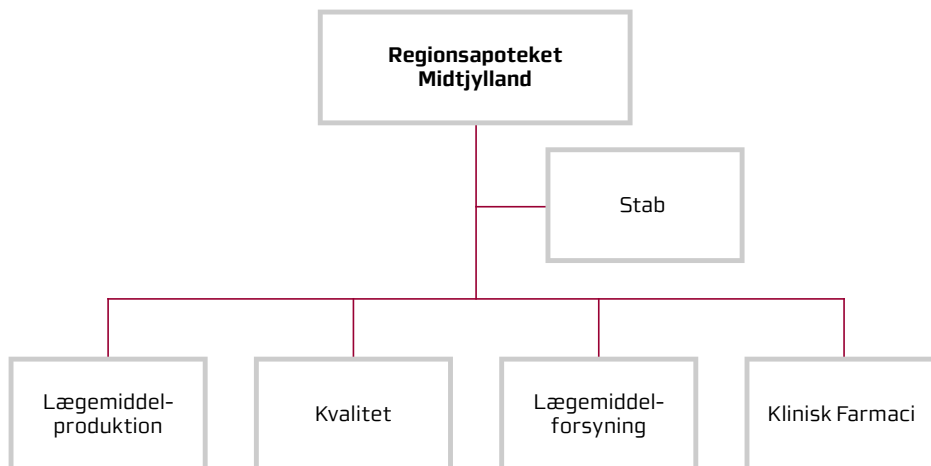 Regionsapoteket
Midtjylland
Stab
Lægemiddel-
produktion
Kvalitet
Lægemiddel-
forsyning
Klinisk Farmaci